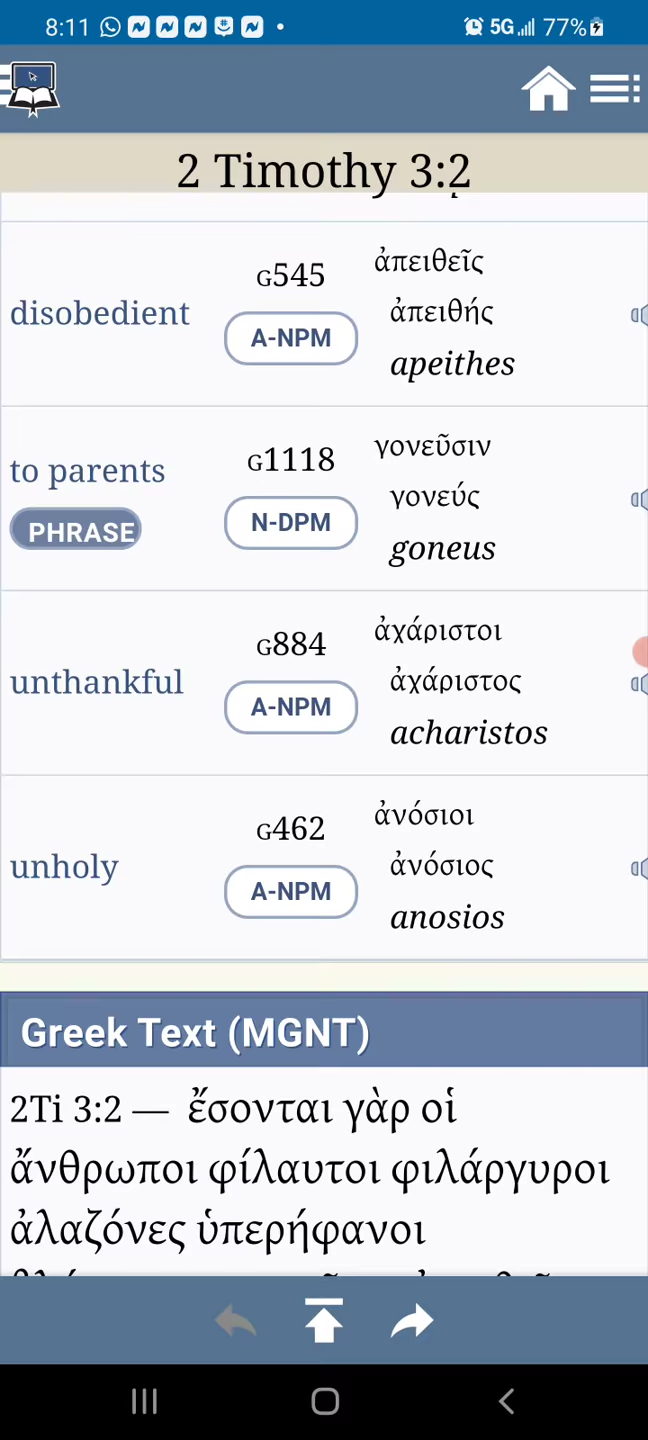 8:11 5G 77%
2 Timothy 3:2
disobedient
G545
A-NPM
ἀπειθεῖς
ἀπειθής
apeithes
to parents
PHRASE
G1118
N-DPM
γονεῦσιν
γονεύς
goneus
unthankful
G884
A-NPM
ἀχάριστοι
ἀχάριστος
acharistos
unholy
G462
A-NPM
ἀνόσιοι
ἀνόσιος
anosios
Greek Text (MGNT)
2Ti 3:2 — ἔσονται γὰρ οἱ
ἄνθρωποι φίλαυτοι φιλάργυροι
ἀλαζόνες ὑπερήφανοι